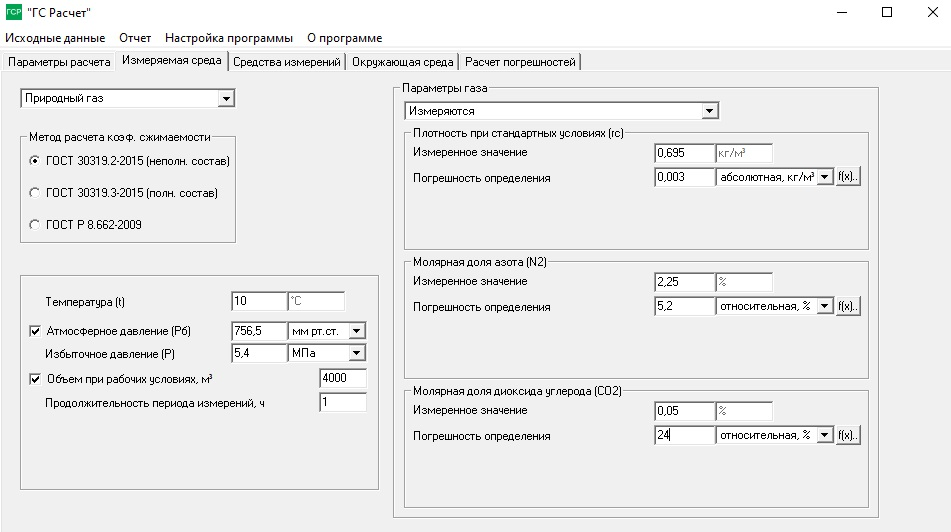 ГСР "ГС Расчет"
Исходные данные Отчет Настройка программы О программе
Параметры расчета Измеряемая среда Средства измерений Окружающая среда Расчет погрешностей
Природный газ
Метод расчета коэф. сжимаемости
ГОСТ 30319.2-2015 (неполн. состав)
ГОСТ 30319.3-2015 (полн. состав)
ГОСТ Р 8.662-2009
Температура (t) 10 °C
Атмосферное давление (Рб) 756,5 мм рт.ст.
Избыточное давление (Р) 5,4 МПа
Объем при рабочих условиях, м³ 4000
Продолжительность периода измерений, ч 1
Параметры газа
Измеряются
Плотность при стандартных условиях (rc)
Измеренное значение 0,695 кг/м³
Погрешность определения 0,003 абсолютная, кг/м³ f(x)..
Молярная доля азота (N2)
Измеренное значение 2,25 %
Погрешность определения 5,2 относительная, % f(x)..
Молярная доля диоксида углерода (CO2)
Измеренное значение 0,05 %
Погрешность определения 24 относительная, % f(x)..